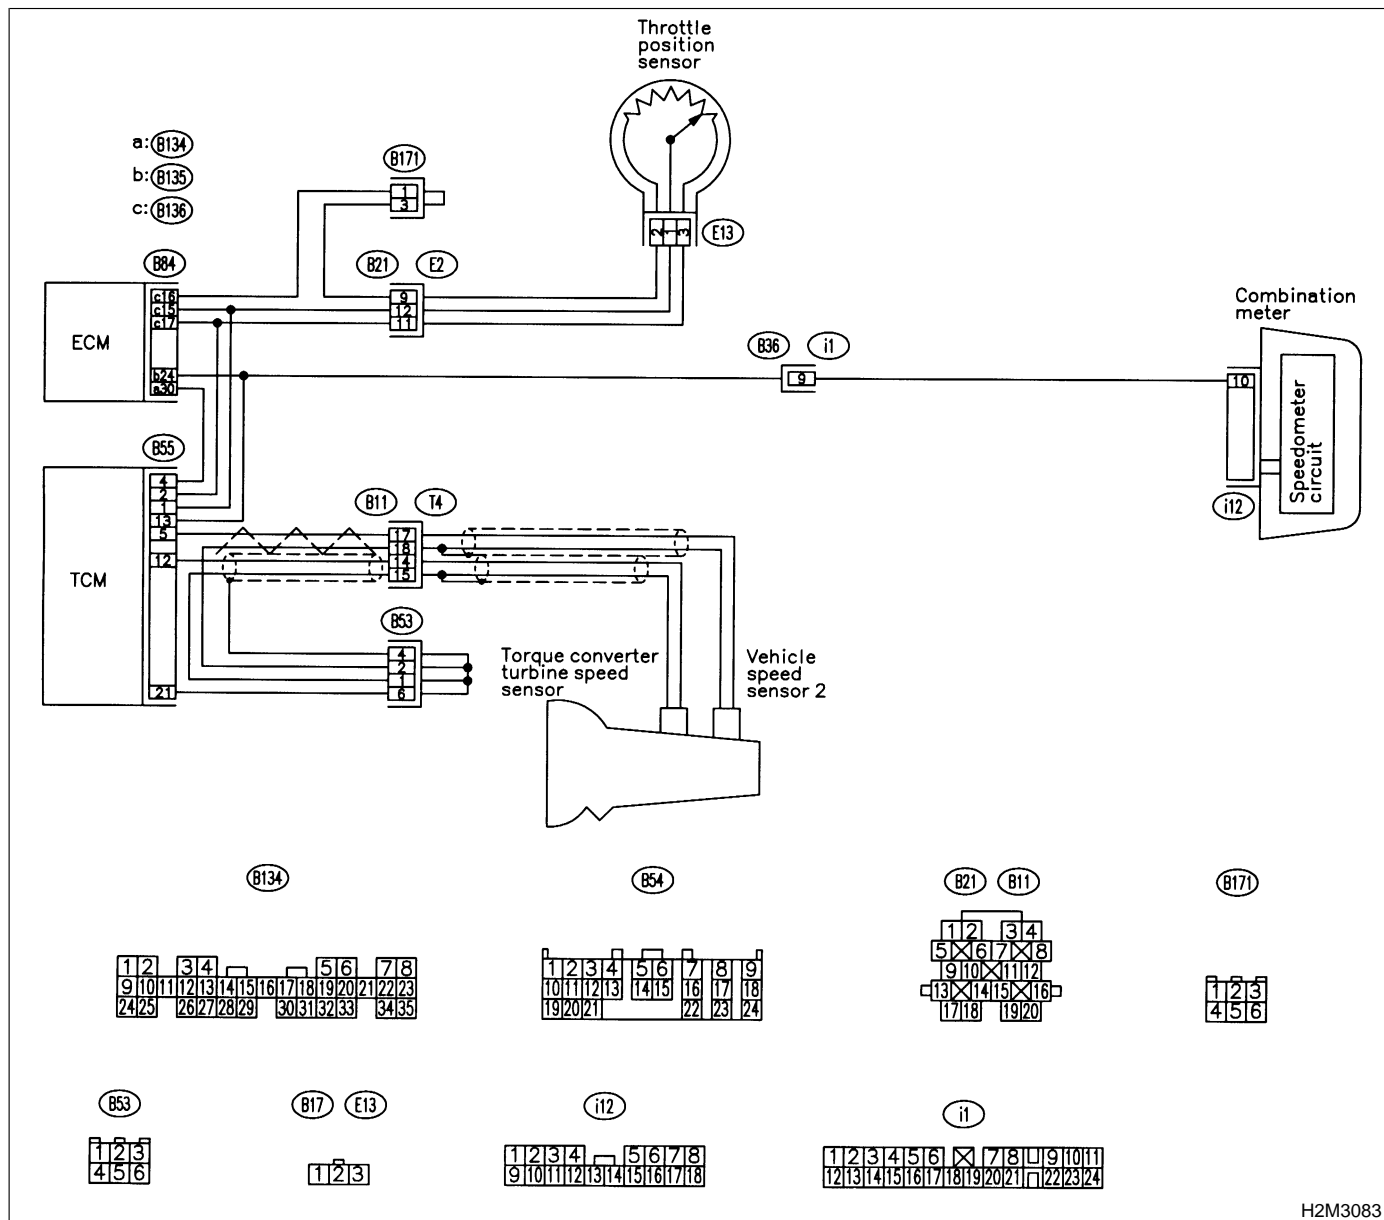 Throttle
position
sensor
a: B134
b: B135
c: B136
B171
1
3
E13
2 1 3
B84
B21 E2
c16
c15
c17
b24
a30
ECM
9
12
11
B36 i1
9
Combination
meter
10
Speedometer
circuit
i12
B55
4
2
1
13
5
12
21
TCM
B11 T4
17
18
14
15
B53
4
2
1
6
Torque converter
turbine speed
sensor
Vehicle
speed
sensor 2
B134
1 2 3 4 5 6 7 8
9 10 11 12 13 14 15 16 17 18 19 20 21 22 23
24 25 26 27 28 29 30 31 32 33 34 35
B54
1 2 3 4 5 6 7 8 9
10 11 12 13 14 15 16 17 18
19 20 21 22 23 24
B21 B11
1 2 3 4
5 6 7 8
9 10 11 12
13 14 15 16
17 18 19 20
B171
1 2 3
4 5 6
B53
1 2 3
4 5 6
B17 E13
1 2 3
i12
1 2 3 4 5 6 7 8
9 10 11 12 13 14 15 16 17 18
i1
1 2 3 4 5 6 7 8 9 10 11
12 13 14 15 16 17 18 19 20 21 22 23 24
H2M3083